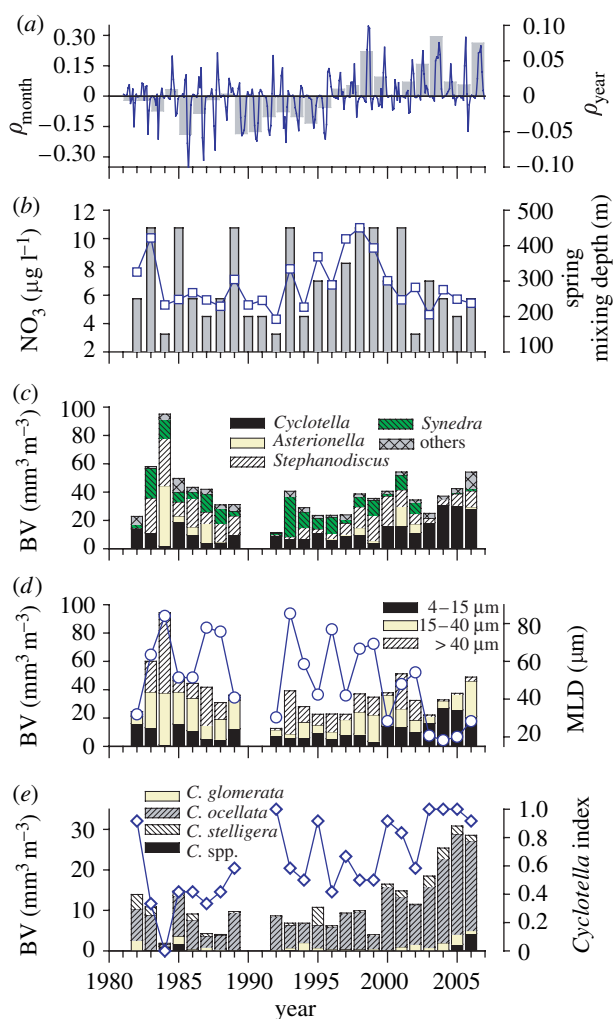 (a)
0.30
0.15
0
−0.15
−0.30
ρmonth
0.10
0.05
0
−0.05
−0.10
ρyear
(b)
12
10
8
6
4
2
NO3 (μg l−1)
500
400
300
200
100
spring
mixing depth (m)
(c)
100
80
60
40
20
0
BV (mm3 m−3)
Cyclotella
Asterionella
Stephanodiscus
Synedra
others
(d)
100
80
60
40
20
0
BV (mm3 m−3)
4–15 μm
15–40 μm
> 40 μm
80
60
40
20
MLD (μm)
(e)
30
20
10
0
BV (mm3 m−3)
C. glomerata
C. ocellata
C. stelligera
C. spp.
1.0
0.8
0.6
0.4
0.2
0
Cyclotella index
1980 1985 1990 1995 2000 2005
year